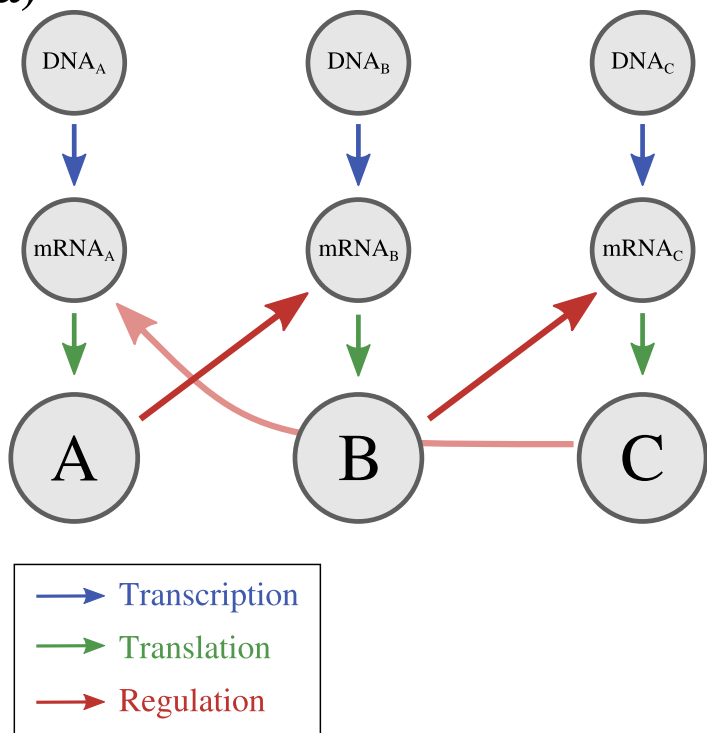 a)
DNA_A DNA_B DNA_C
mRNA_A mRNA_B mRNA_C
A B C
Transcription
Translation
Regulation